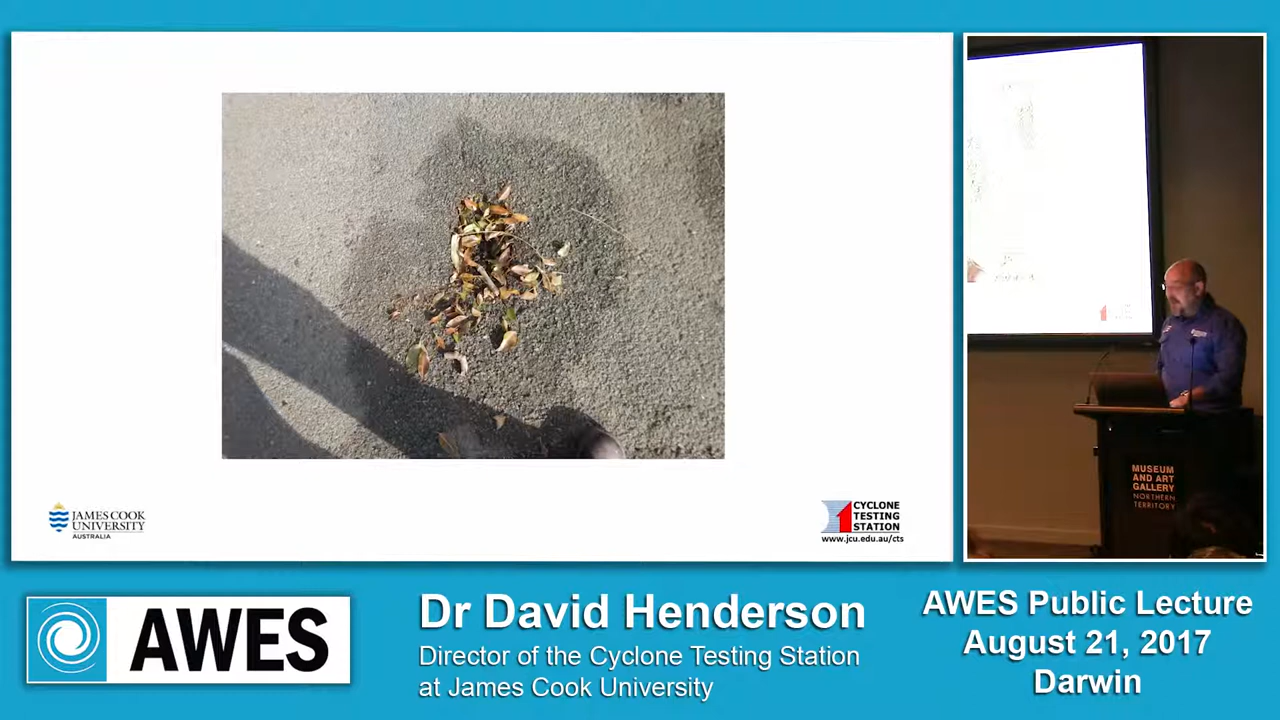 JAMES COOK
UNIVERSITY
AUSTRALIA
CYCLONE
TESTING
STATION
www.jcu.edu.au/cts
MUSEUM
AND ART
GALLERY
NORTHERN
TERRITORY
AWES
Dr David Henderson
Director of the Cyclone Testing Station
at James Cook University
AWES Public Lecture
August 21, 2017
Darwin